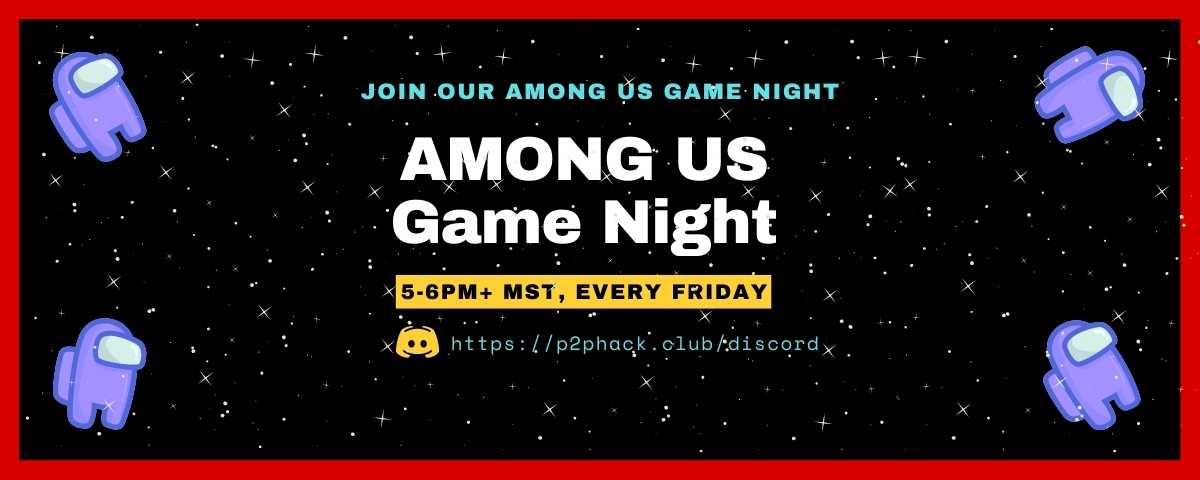 JOIN OUR AMONG US GAME NIGHT
AMONG US
Game Night
5-6PM+ MST, EVERY FRIDAY
https://p2phack.club/discord